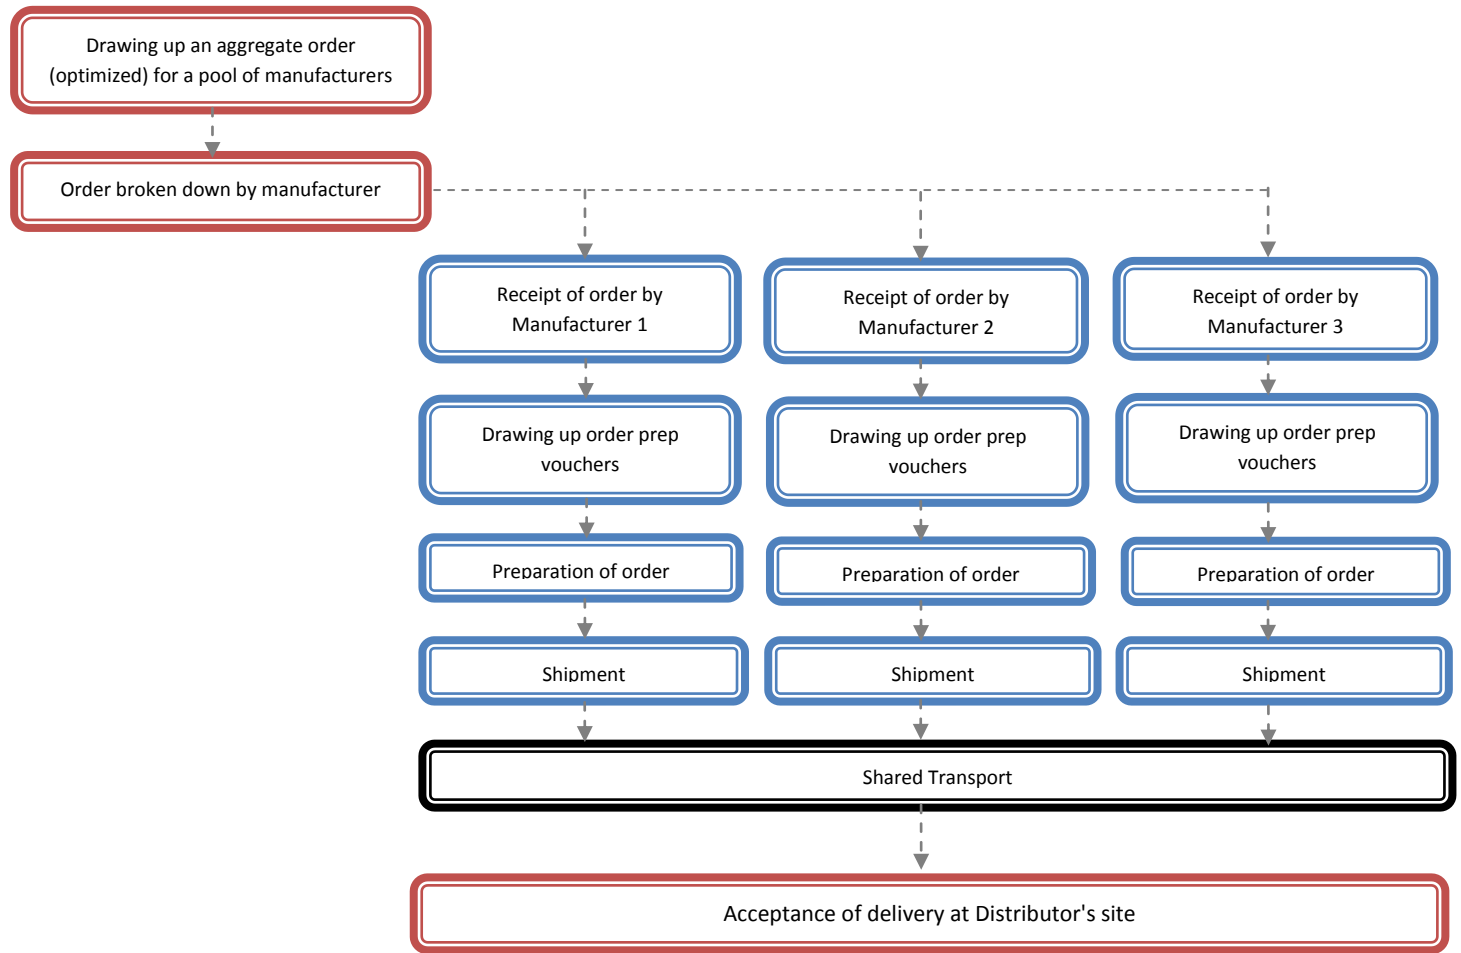 Drawing up an aggregate order
(optimized) for a pool of manufacturers
Order broken down by manufacturer
Receipt of order by
Manufacturer 1
Receipt of order by
Manufacturer 2
Receipt of order by
Manufacturer 3
Drawing up order prep
vouchers
Drawing up order prep
vouchers
Drawing up order prep
vouchers
Preparation of order
Preparation of order
Preparation of order
Shipment
Shipment
Shipment
Shared Transport
Acceptance of delivery at Distributor's site